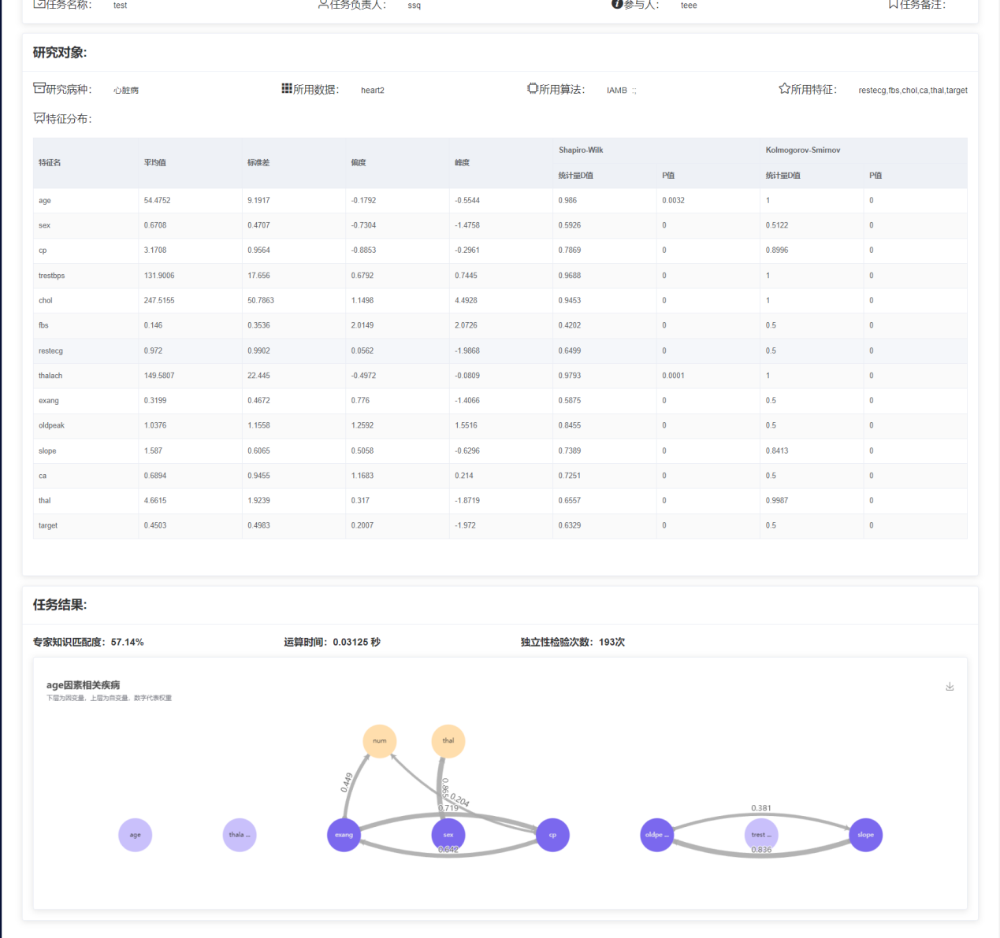 任务名称： test 任务负责人： ssq 参与人： teee 任务备注：
研究对象:
研究病种： 心脏病 所用数据： heart2 所用算法： IAMB :; 所用特征： restecg,fbs,chol,ca,thal,target
特征分布：
特征名 平均值 标准差 偏度 峰度 Shapiro-Wilk Kolmogorov-Smirnov
统计量D值 P值 统计量D值 P值
age 54.4752 9.1917 -0.1792 -0.5544 0.986 0.0032 1 0
sex 0.6708 0.4707 -0.7304 -1.4758 0.5926 0 0.5122 0
cp 3.1708 0.9564 -0.8853 -0.2961 0.7869 0 0.8996 0
trestbps 131.9006 17.656 0.6792 0.7445 0.9688 0 1 0
chol 247.5155 50.7863 1.1498 4.4928 0.9453 0 1 0
fbs 0.146 0.3536 2.0149 2.0726 0.4202 0 0.5 0
restecg 0.972 0.9902 0.0562 -1.9868 0.6499 0 0.5 0
thalach 149.5807 22.445 -0.4972 -0.0809 0.9793 0.0001 1 0
exang 0.3199 0.4672 0.776 -1.4066 0.5875 0 0.5 0
oldpeak 1.0376 1.1558 1.2592 1.5516 0.8455 0 0.5 0
slope 1.587 0.6065 0.5058 -0.6296 0.7389 0 0.8413 0
ca 0.6894 0.9455 1.1683 0.214 0.7251 0 0.5 0
thal 4.6615 1.9239 0.317 -1.8719 0.6557 0 0.9987 0
target 0.4503 0.4983 0.2007 -1.972 0.6329 0 0.5 0
任务结果:
专家知识匹配度：57.14% 运算时间：0.03125 秒 独立性检验次数：193次
age因素相关疾病
下层为因变量，上层为自变量，数字代表权重
num thal
0.449 0.865 0.204
0.719 0.381
age thala ... exang sex cp oldpe ... trest ... slope
0.642 0.836